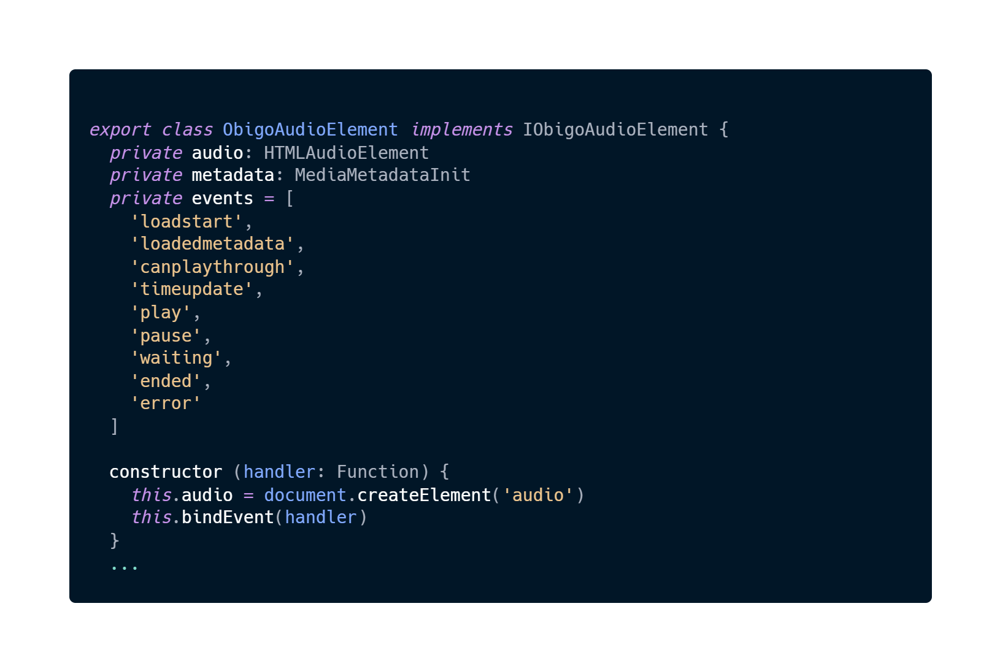 export class ObigoAudioElement implements IObigoAudioElement {
  private audio: HTMLAudioElement
  private metadata: MediaMetadataInit
  private events = [
    'loadstart',
    'loadedmetadata',
    'canplaythrough',
    'timeupdate',
    'play',
    'pause',
    'waiting',
    'ended',
    'error'
  ]

  constructor (handler: Function) {
    this.audio = document.createElement('audio')
    this.bindEvent(handler)
  }
  ...